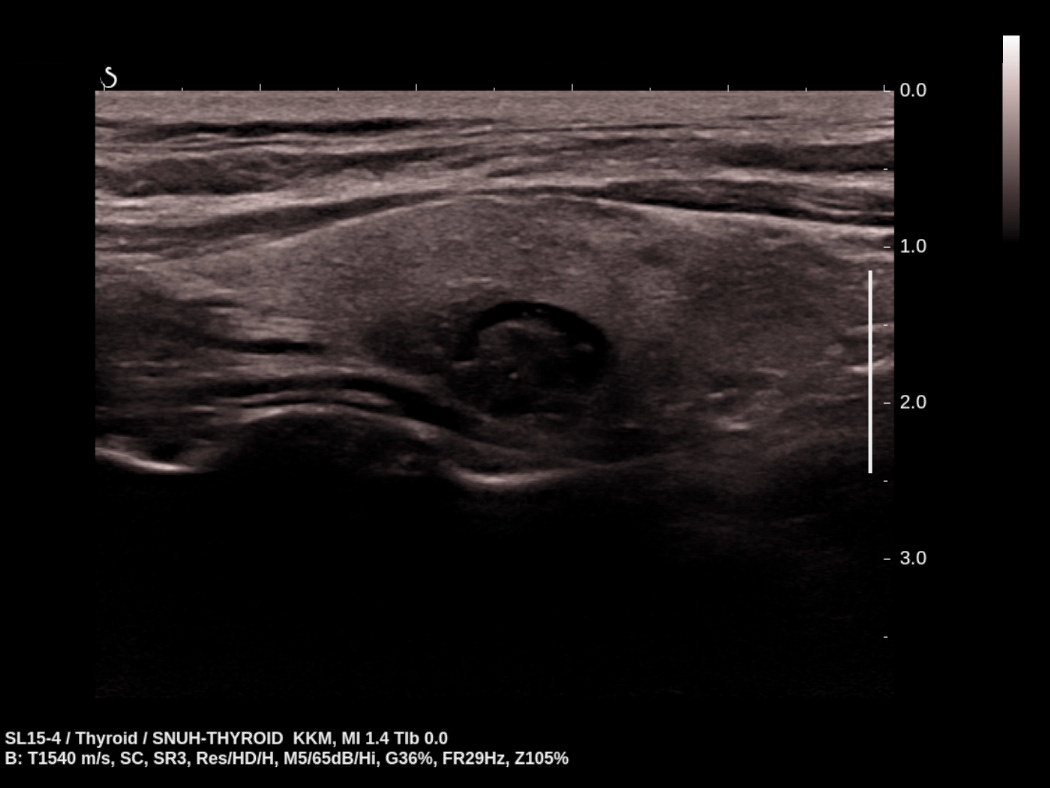 0.0
1.0
2.0
3.0
SL15-4 / Thyroid / SNUH-THYROID KKM, MI 1.4 TIb 0.0
B: T1540 m/s, SC, SR3, Res/HD/H, M5/65dB/Hi, G36%, FR29Hz, Z105%